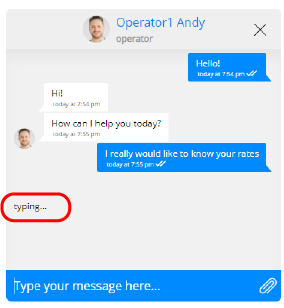 Operator1 Andy
operator
Hello!
today at 7:54 pm
Hi!
today at 7:54 pm
How can I help you today?
today at 7:55 pm
I really would like to know your rates
today at 7:55 pm
typing...
Type your message here...